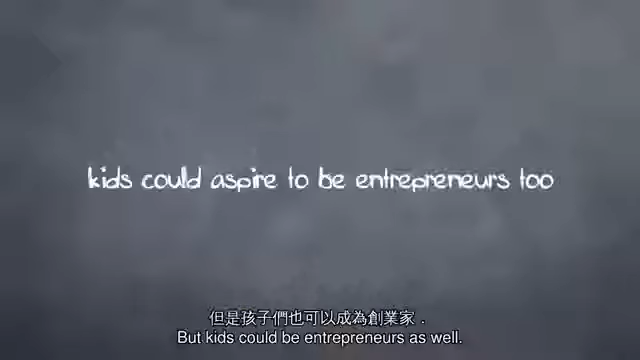 kids could aspire to be entrepreneurs too
但是孩子們也可以成為創業家．
But kids could be entrepreneurs as well.